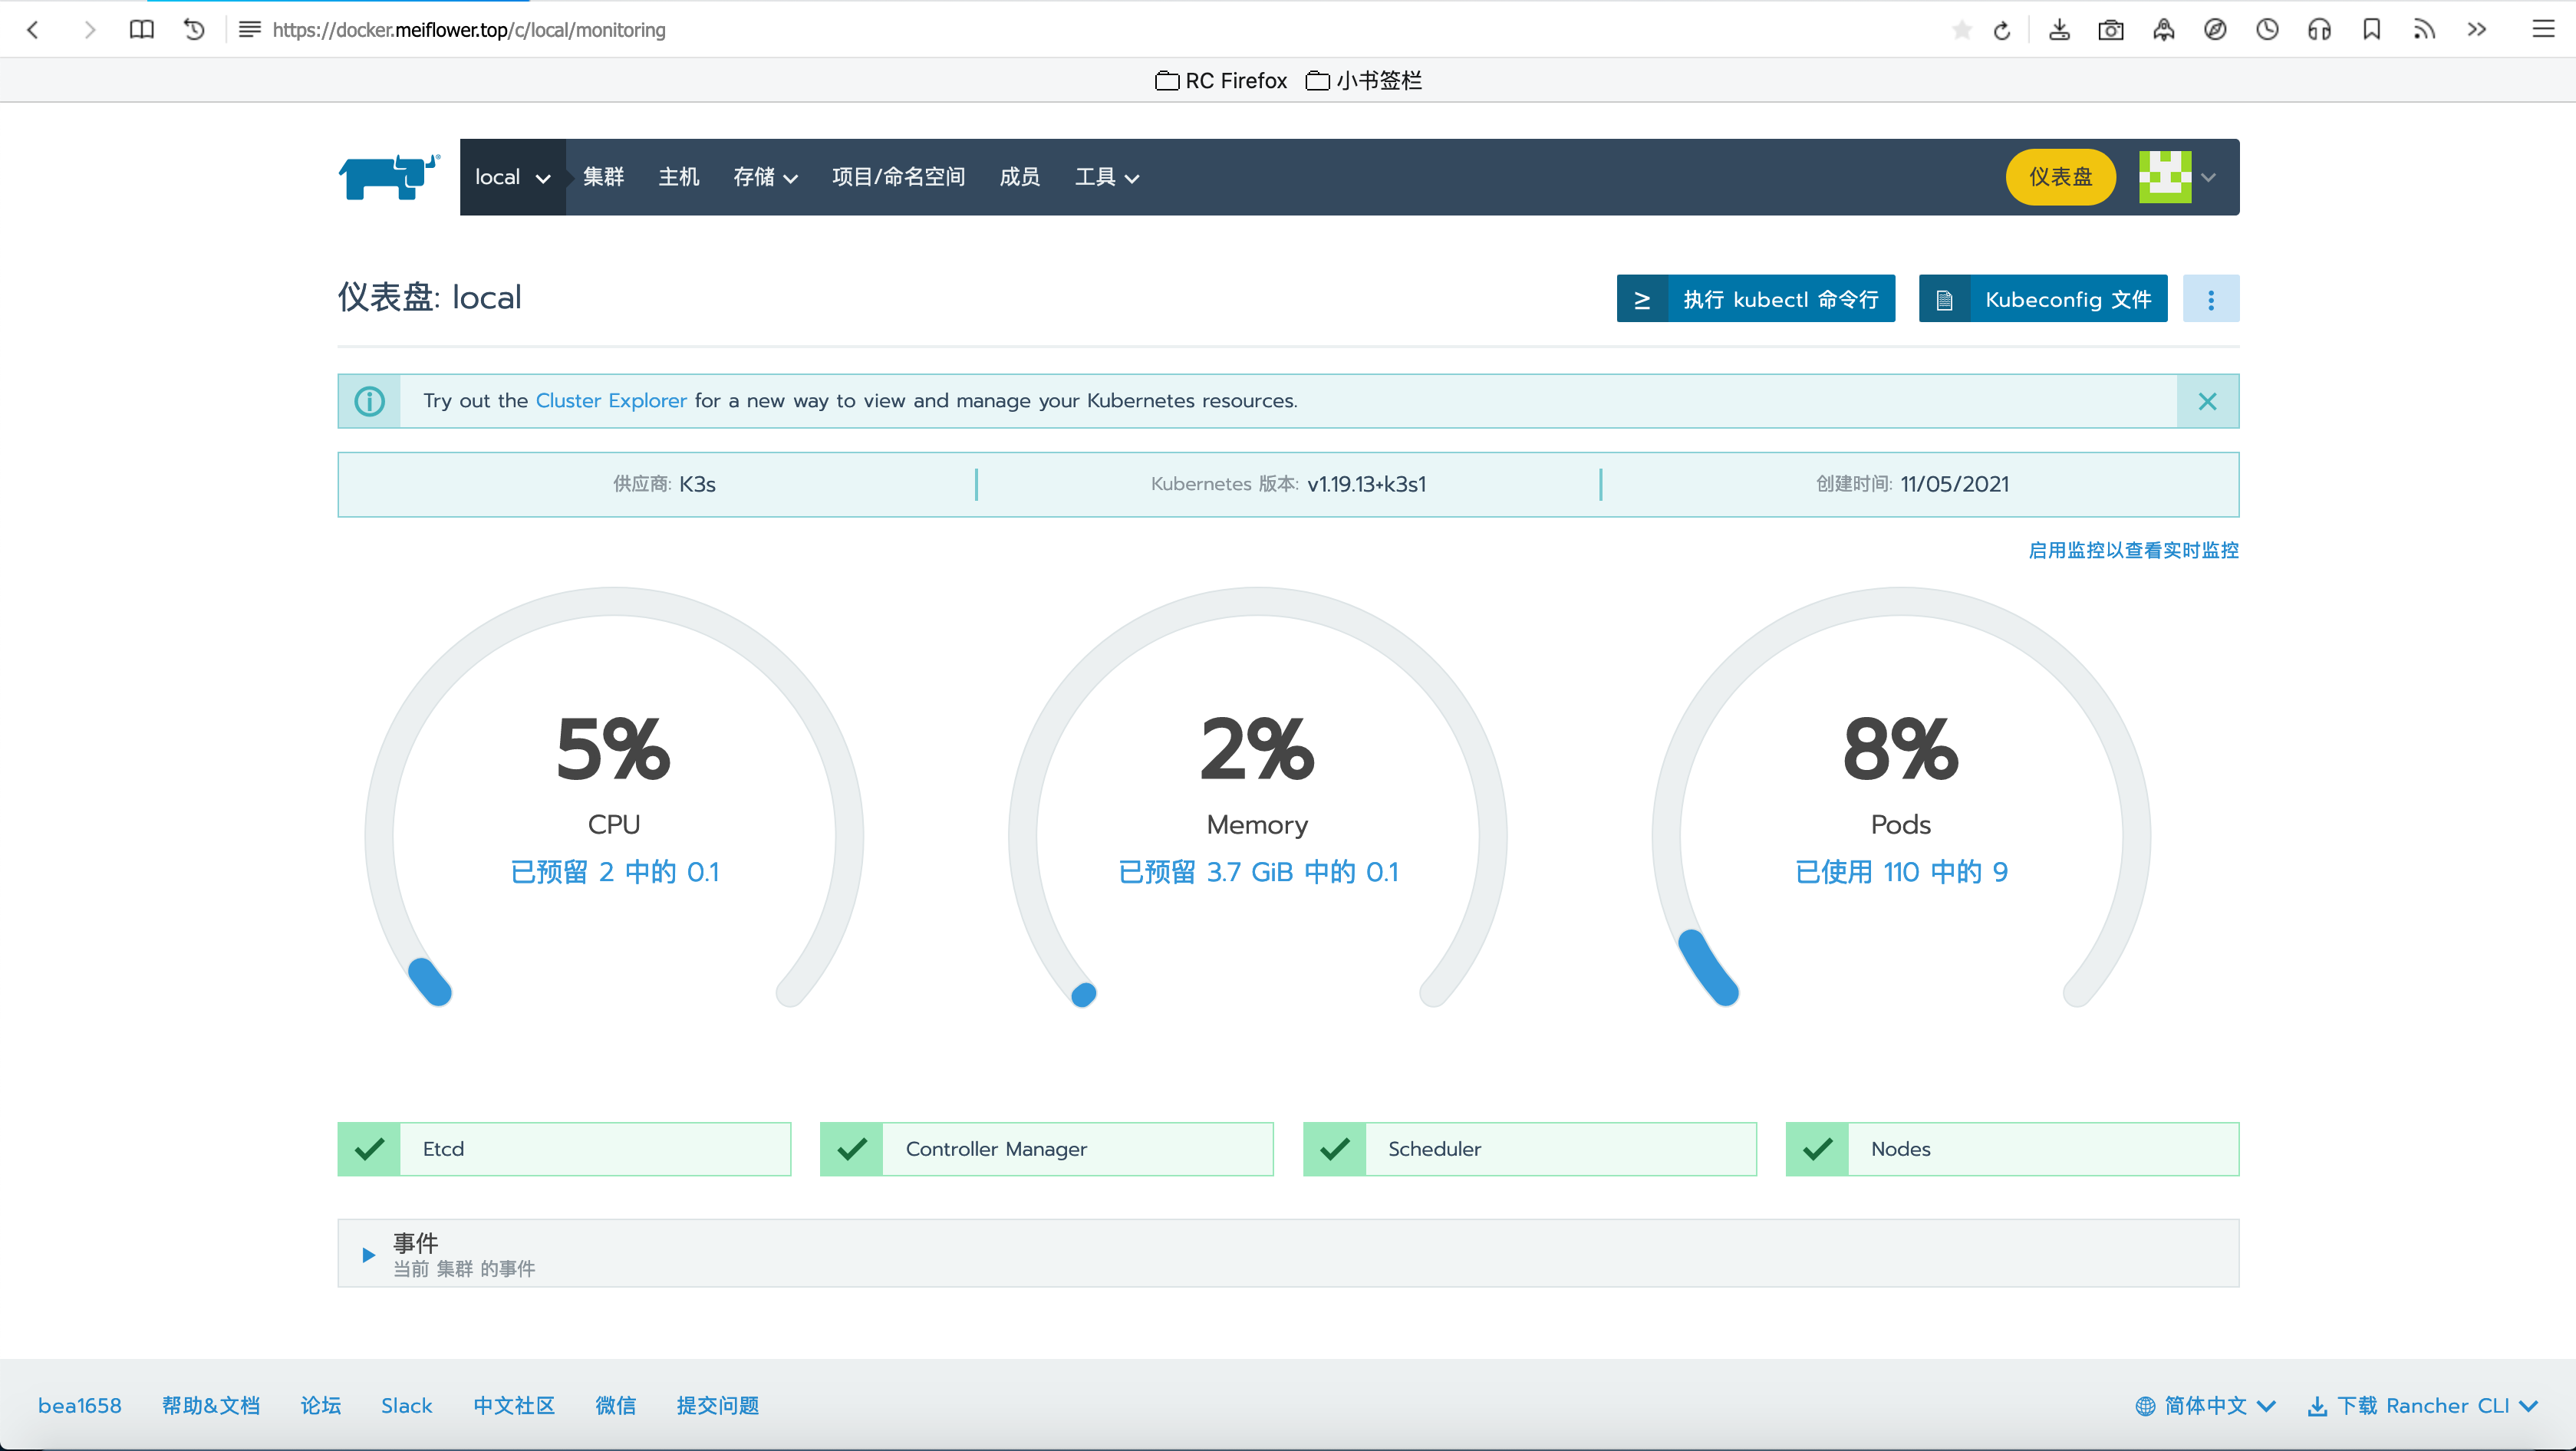 https://docker.meiflower.top/c/local/monitoring
RC Firefox 小书签栏
local 集群 主机 存储 项目/命名空间 成员 工具 仪表盘
仪表盘: local
执行 kubectl 命令行 Kubeconfig 文件
Try out the Cluster Explorer for a new way to view and manage your Kubernetes resources.
供应商: K3s Kubernetes 版本: v1.19.13+k3s1 创建时间: 11/05/2021
启用监控以查看实时监控
5% 2% 8%
CPU Memory Pods
已预留 2 中的 0.1 已预留 3.7 GiB 中的 0.1 已使用 110 中的 9
Etcd Controller Manager Scheduler Nodes
事件
当前 集群 的事件
bea1658 帮助&文档 论坛 Slack 中文社区 微信 提交问题 简体中文 下载 Rancher CLI